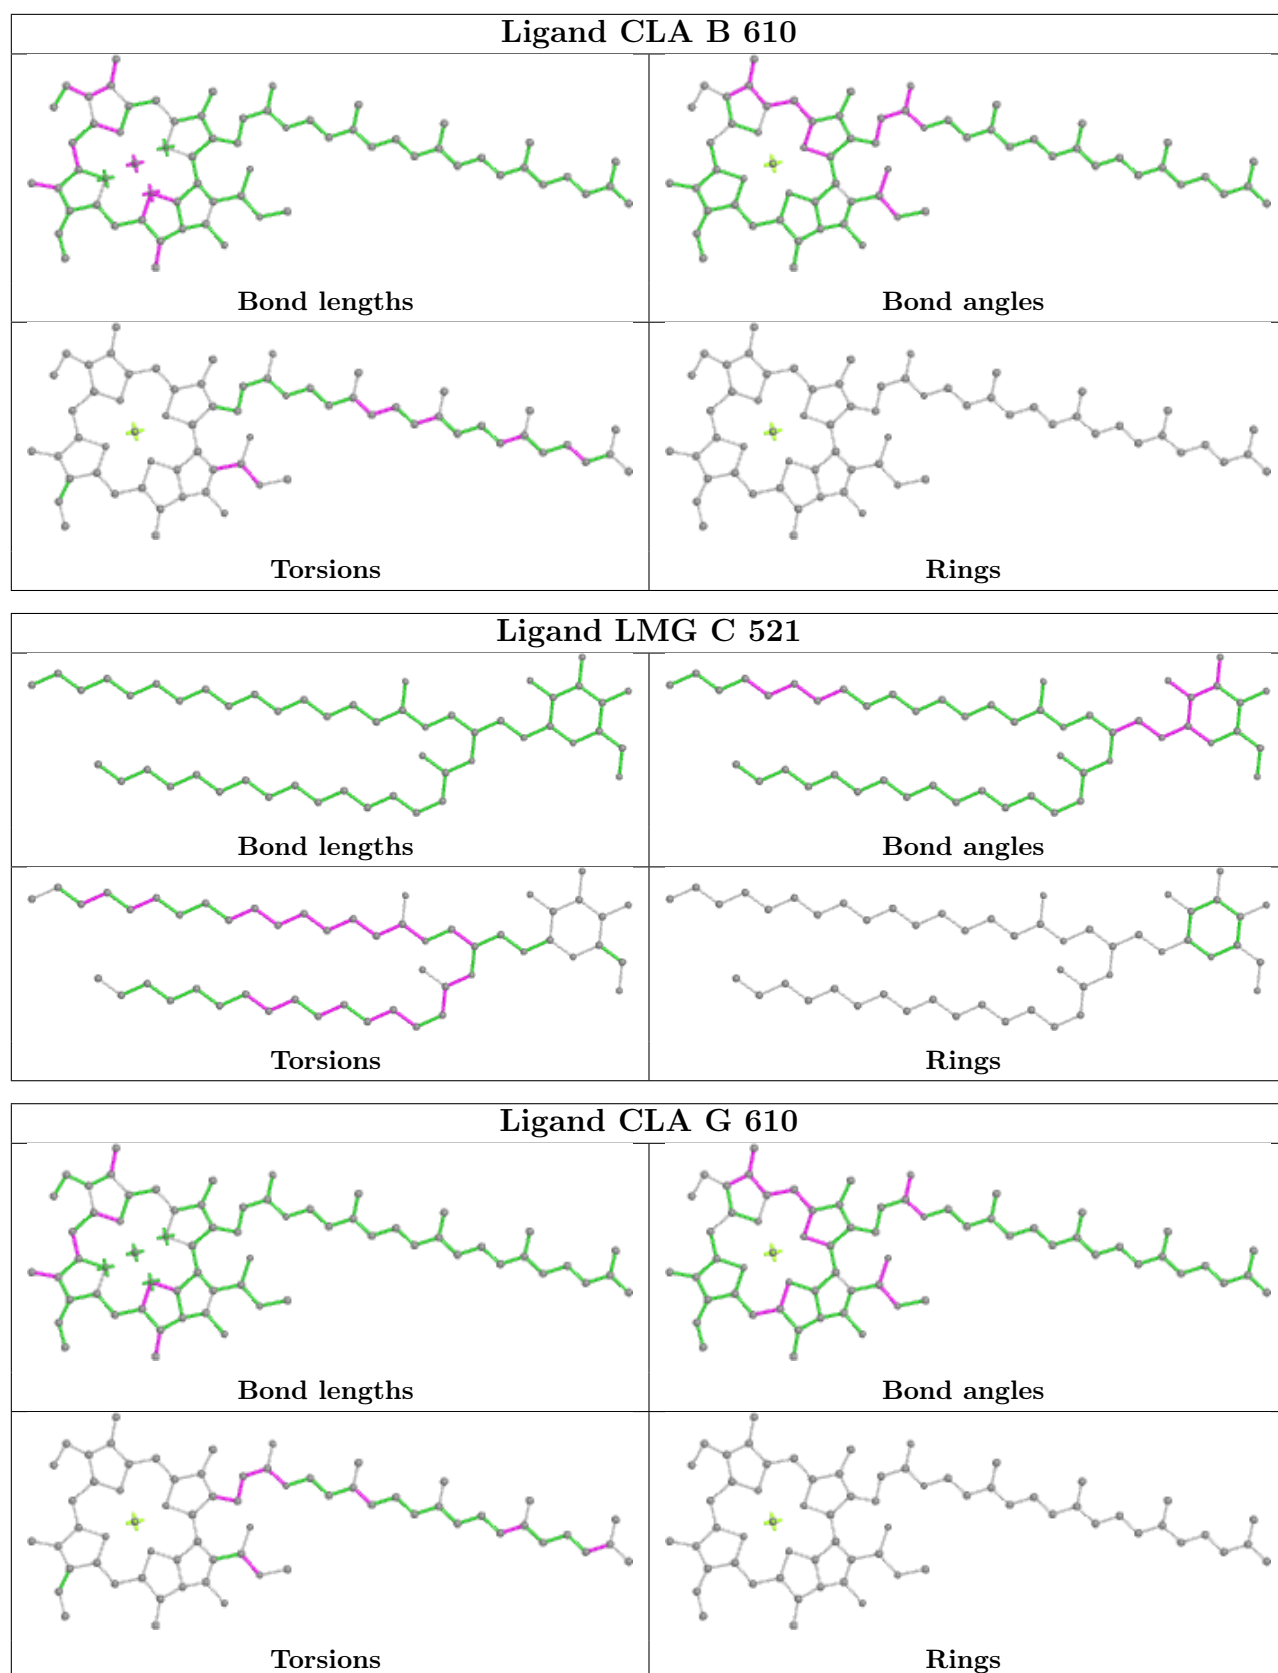 Ligand CLA B 610
Bond lengths
Bond angles
Torsions
Rings
Ligand LMG C 521
Bond lengths
Bond angles
Torsions
Rings
Ligand CLA G 610
Bond lengths
Bond angles
Torsions
Rings